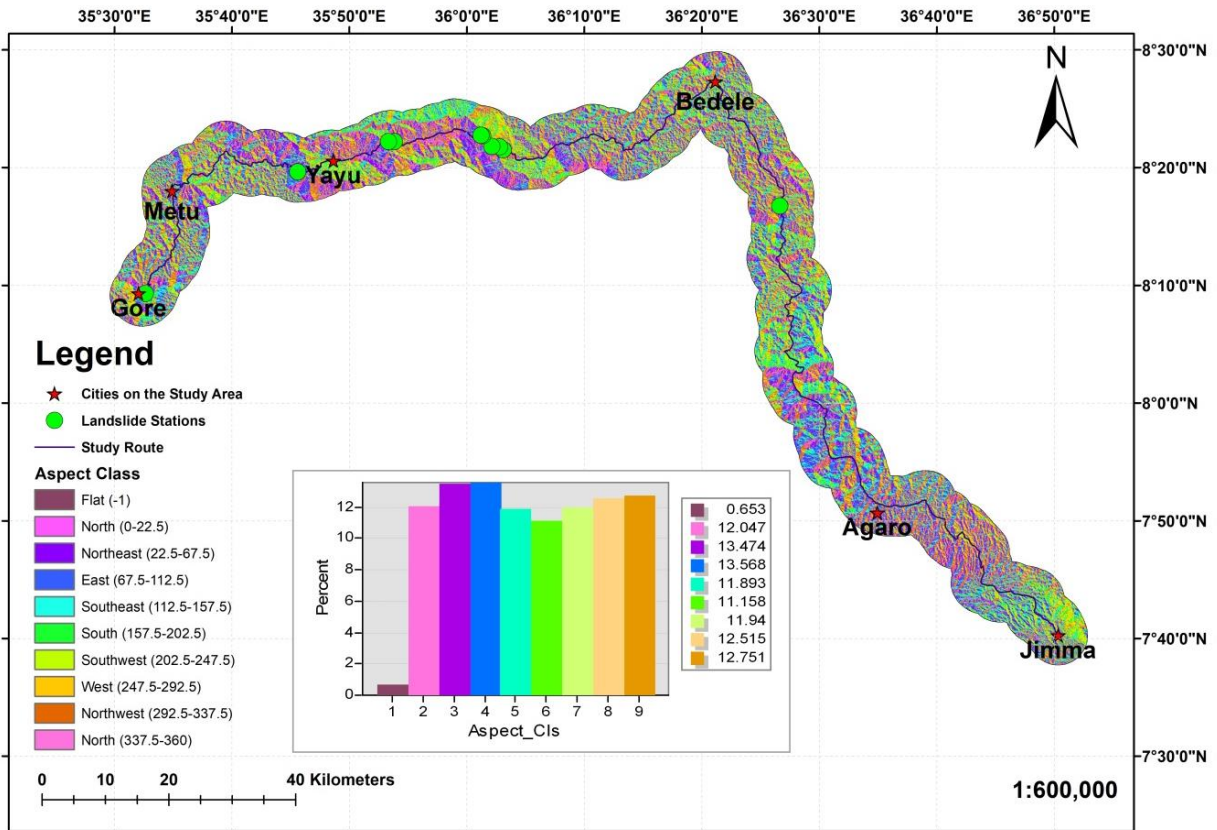 35°30'0"E 35°40'0"E 35°50'0"E 36°0'0"E 36°10'0"E 36°20'0"E 36°30'0"E 36°40'0"E 36°50'0"E
8°30'0"N
8°20'0"N
8°10'0"N
8°0'0"N
7°50'0"N
7°40'0"N
7°30'0"N
N
Bedele
Yayu
Metu
Gore
Agaro
Jimma
Legend
Cities on the Study Area
Landslide Stations
Study Route
Aspect Class
Flat (-1)
North (0-22.5)
Northeast (22.5-67.5)
East (67.5-112.5)
Southeast (112.5-157.5)
South (157.5-202.5)
Southwest (202.5-247.5)
West (247.5-292.5)
Northwest (292.5-337.5)
North (337.5-360)
0 10 20 40 Kilometers
Percent
12
10
8
6
4
2
0
1 2 3 4 5 6 7 8 9
Aspect_Cls
0.653
12.047
13.474
13.568
11.893
11.158
11.94
12.515
12.751
1:600,000